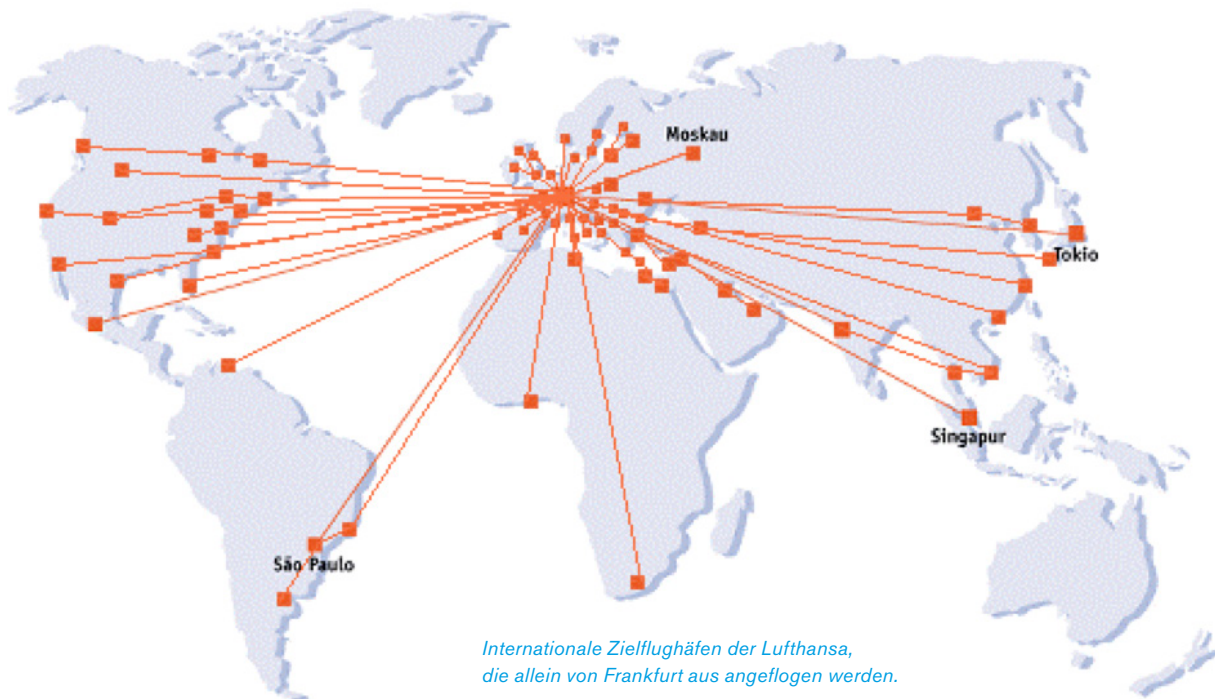 Moskau
Tokio
Singapur
São Paulo
Internationale Zielflughäfen der Lufthansa,
die allein von Frankfurt aus angeflogen werden.